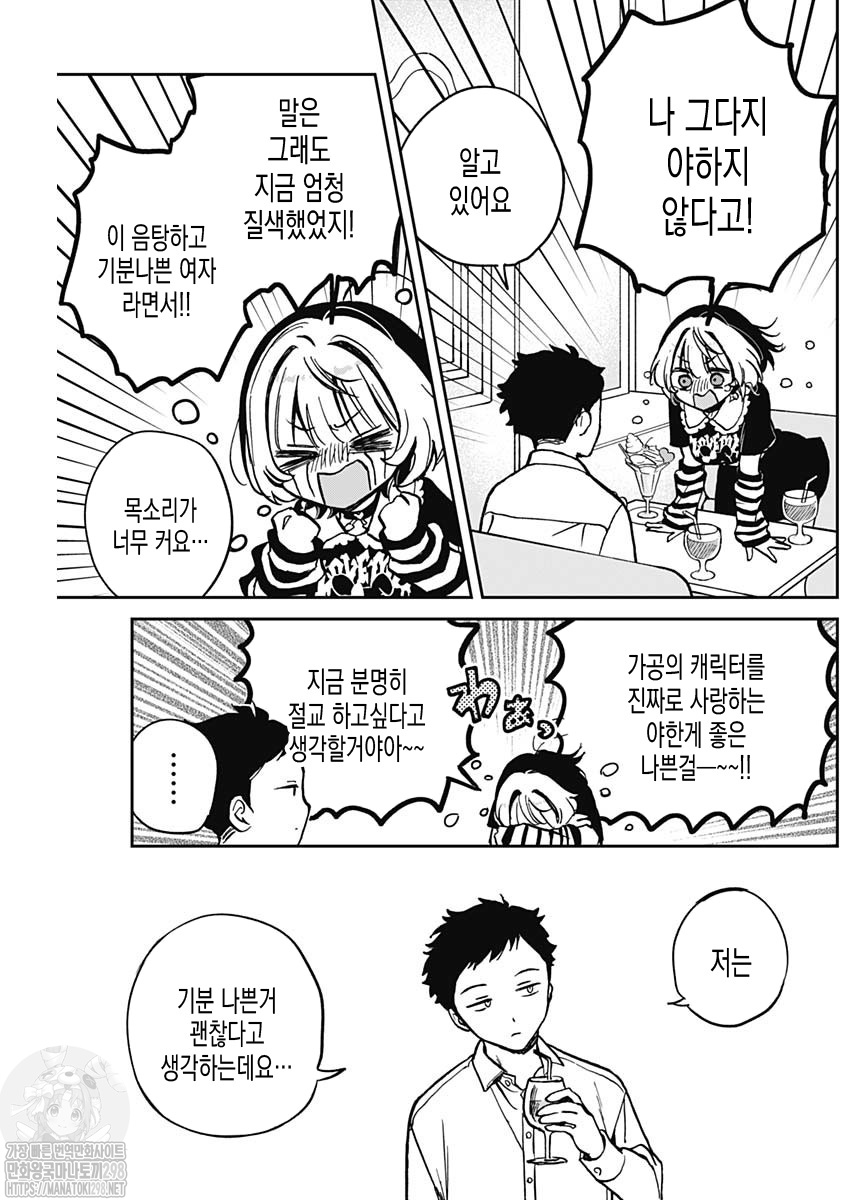 나 그다지
야하지
않다고!
알고
있어요
말은
그래도
지금 엄청
질색했었지!
이 음탕하고
기분나쁜 여자
라면서!!
목소리가
너무 커요…
가공의 캐릭터를
진짜로 사랑하는
야한게 좋은
나쁜걸—~~!!
わぁぁ
지금 분명히
절교 하고싶다고
생각할거야아~~
……
저는
기분 나쁜거
괜찮다고
생각하는데요…
가장 빠른 번역만화사이트
만화왕국마나토끼298
HTTPS://MANATOKI298.NET